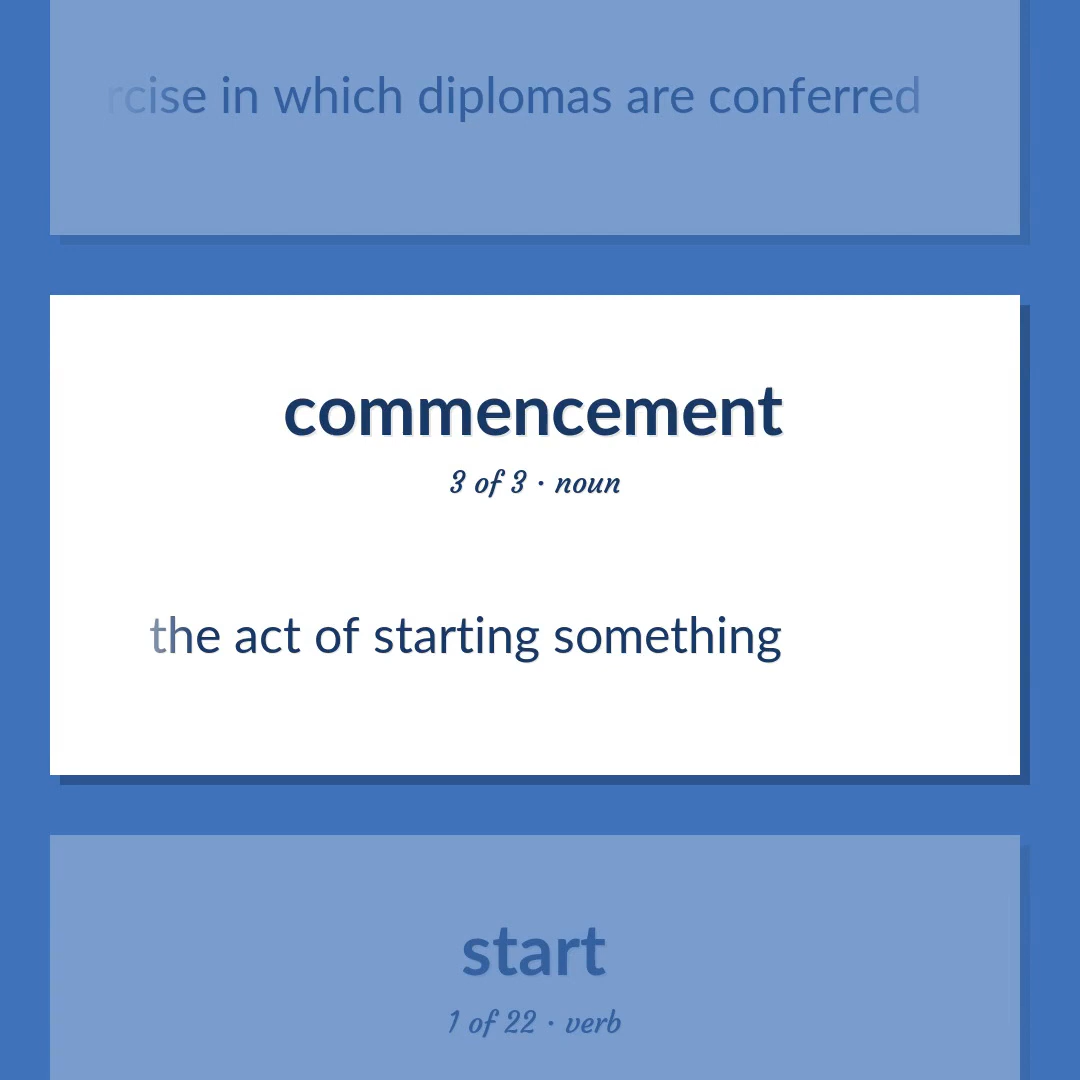 in which diplomas are conferred
commencement
3 of 3 · noun
the act of starting something
start
1 of 22 · verb